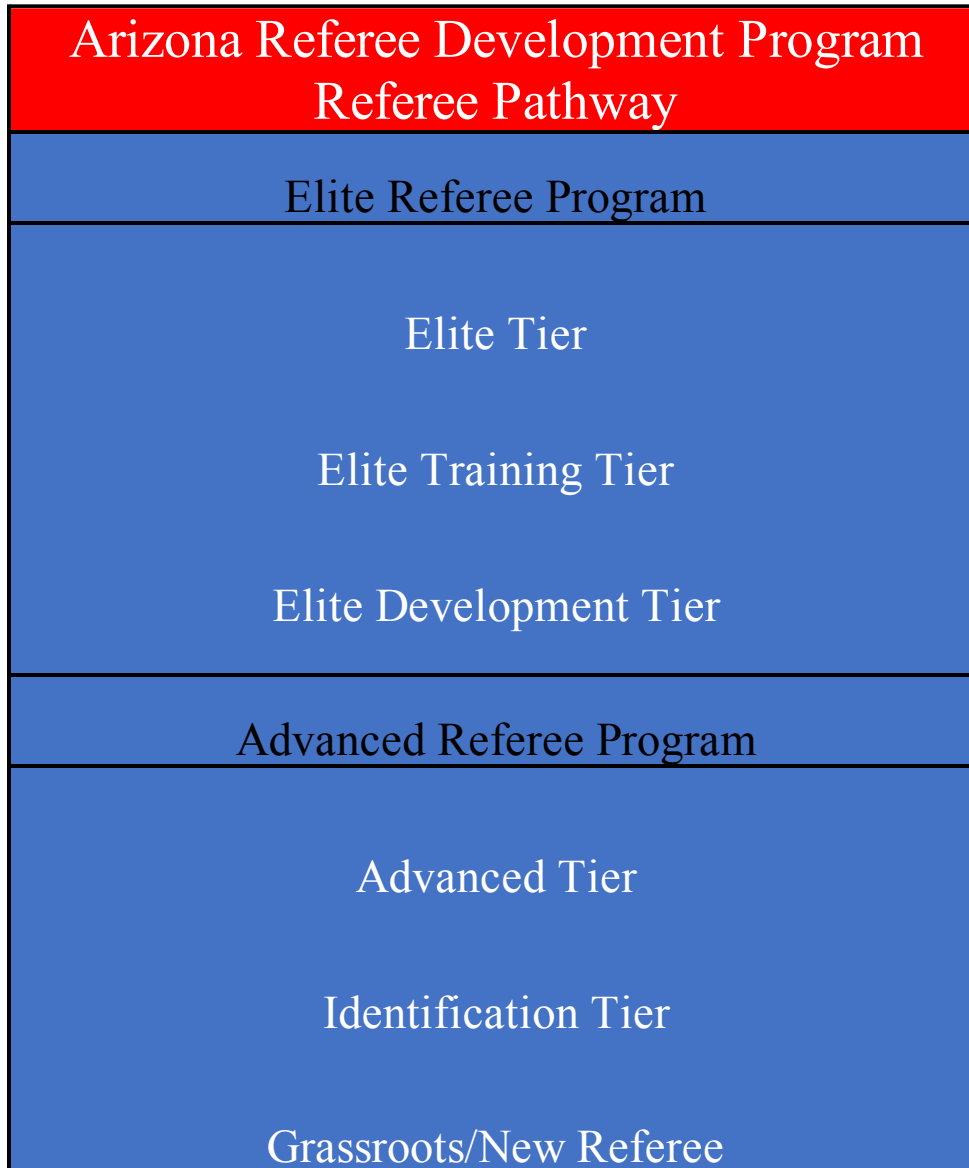 Arizona Referee Development Program
Referee Pathway
Elite Referee Program
Elite Tier
Elite Training Tier
Elite Development Tier
Advanced Referee Program
Advanced Tier
Identification Tier
Grassroots/New Referee